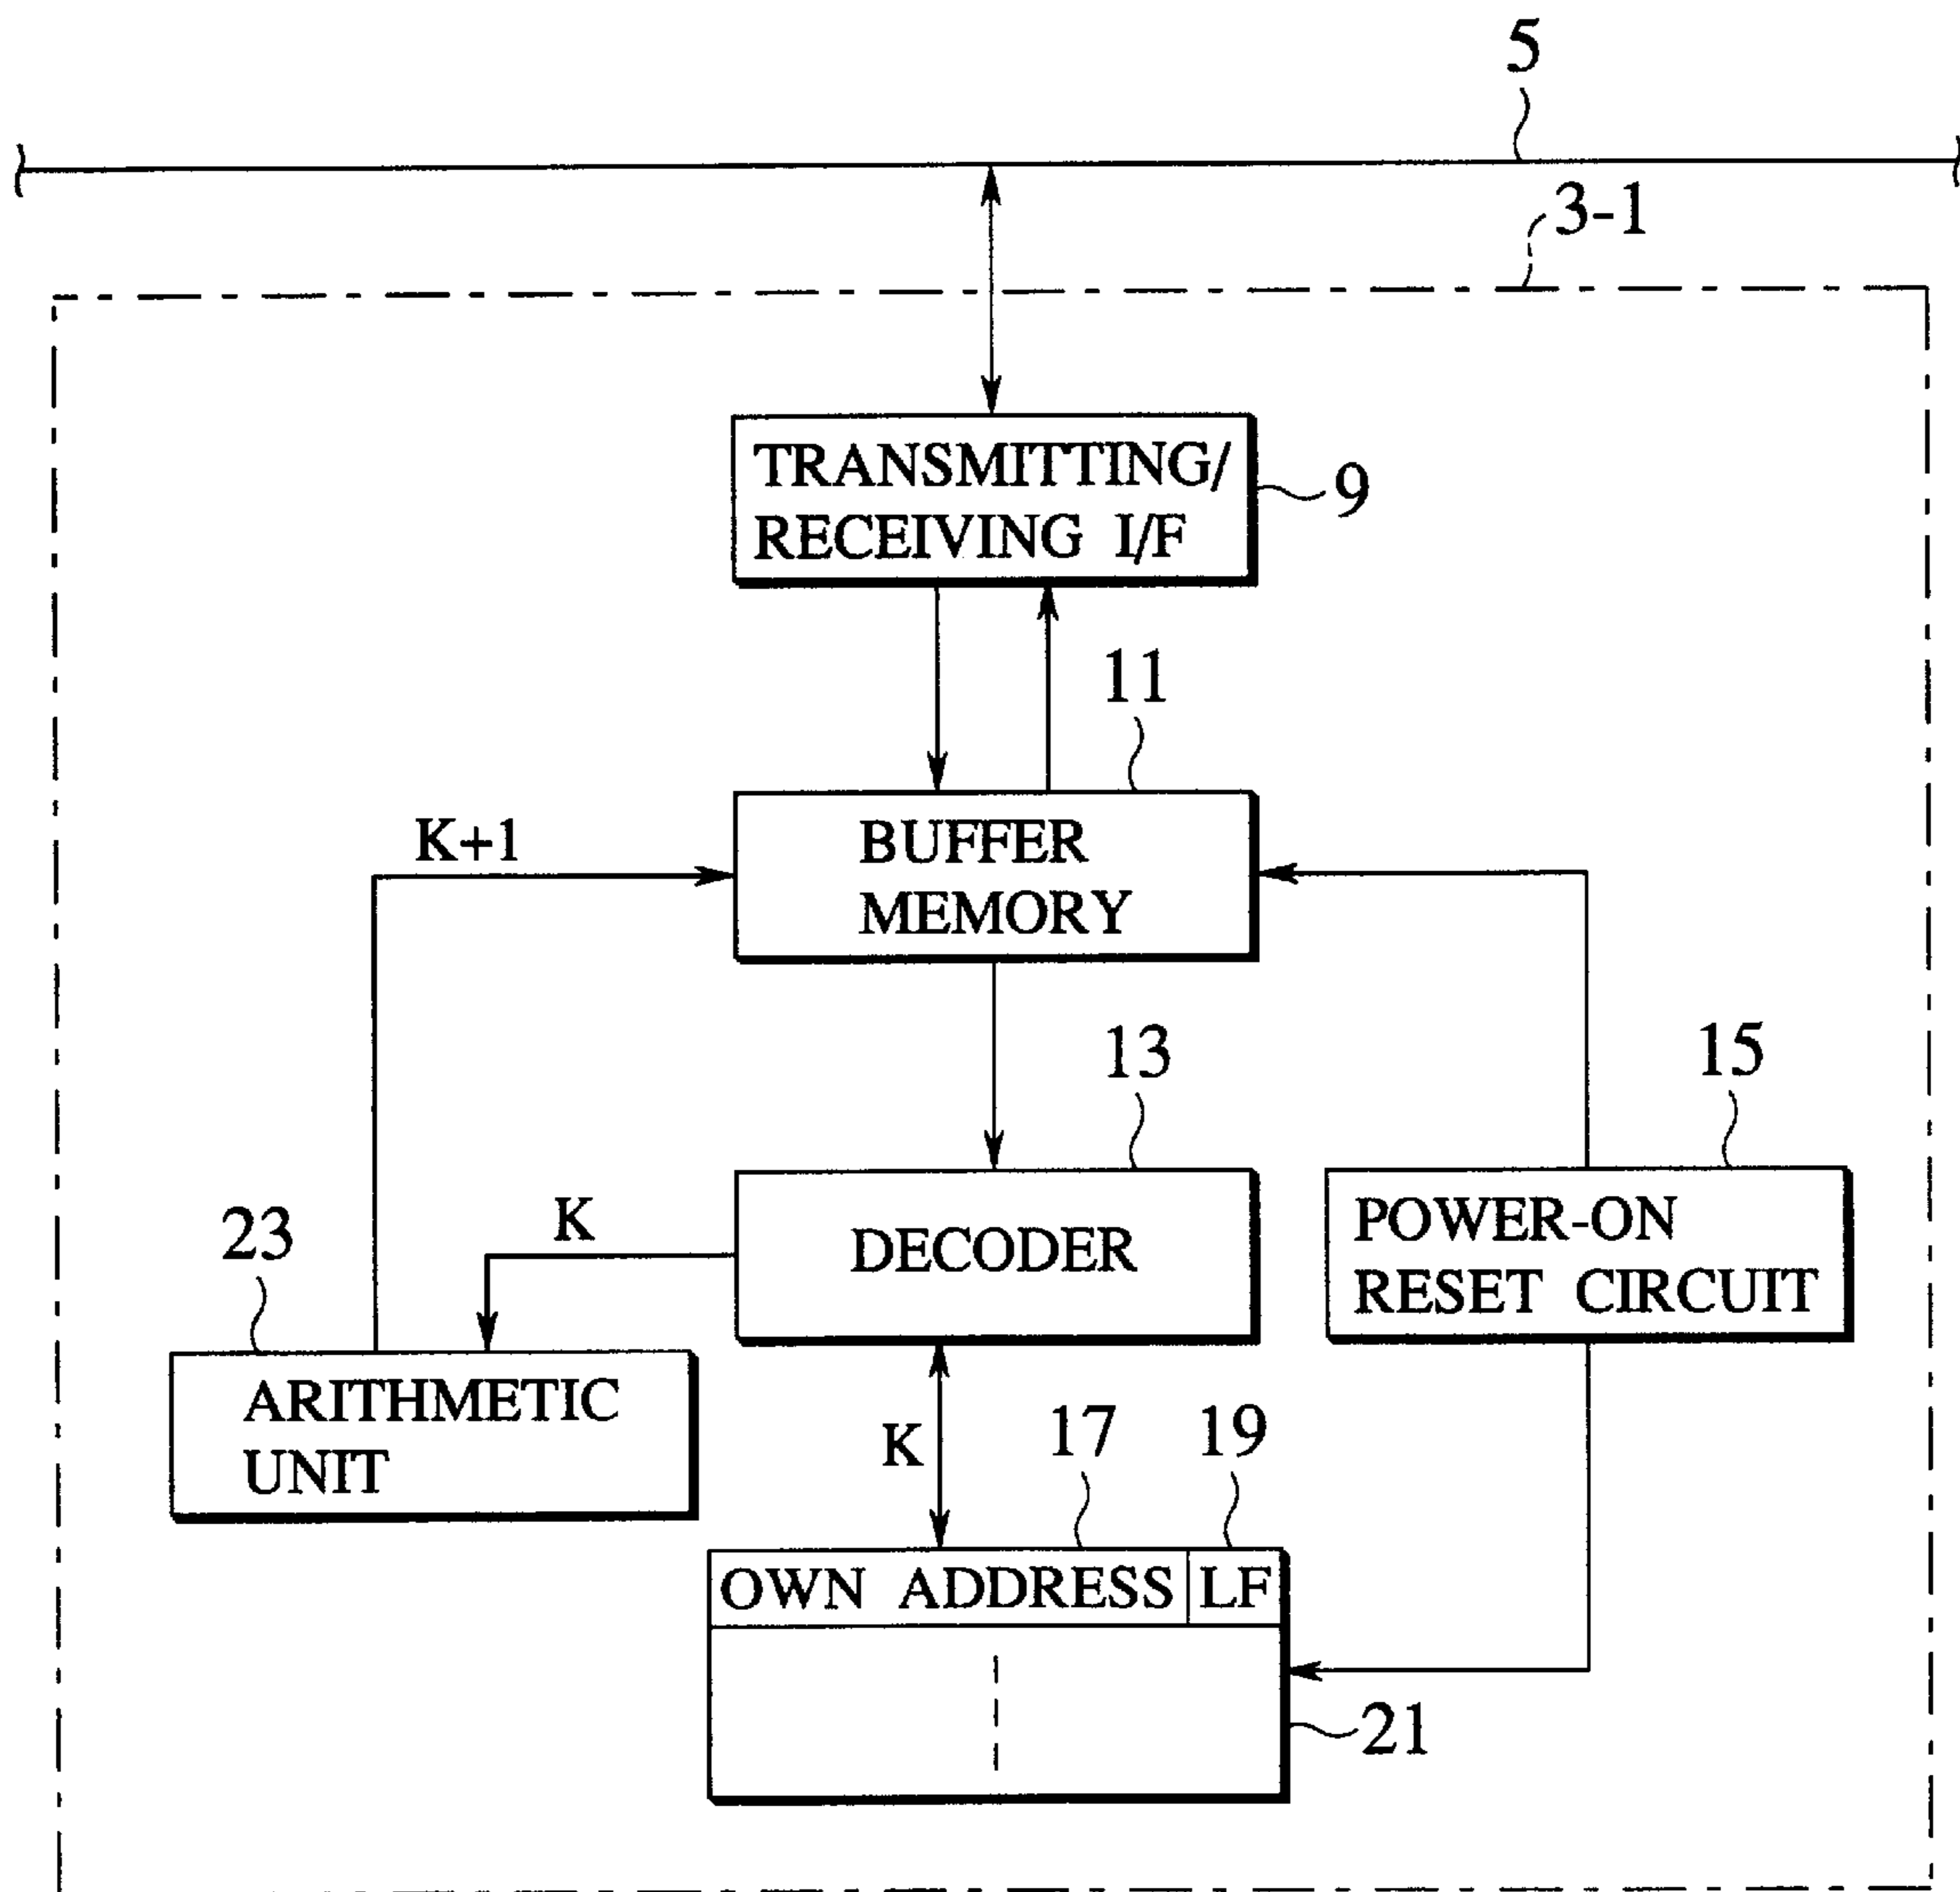 5
3-1
TRANSMITTING/
RECEIVING I/F
9
11
K+1
BUFFER
MEMORY
13
15
23
K
DECODER
POWER-ON
RESET CIRCUIT
ARITHMETIC
UNIT
K
17
19
OWN ADDRESS
LF
21